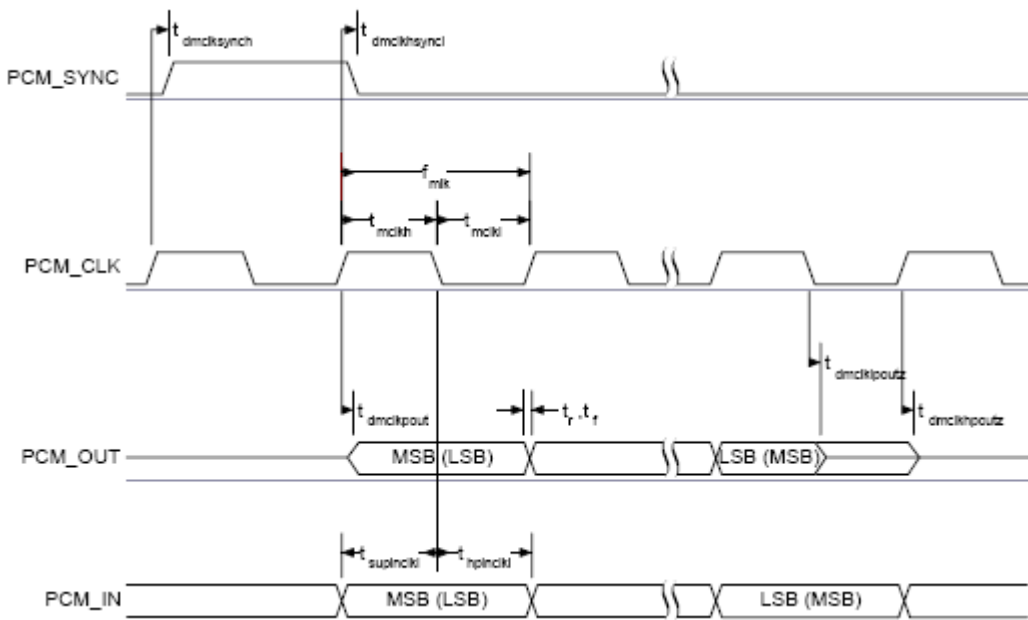 t dmclksynch
t dmclkhsyncl
PCM_SYNC
f mlk
t mclkh
t mclkl
PCM_CLK
t dmclklpoutz
t dmclkpout
t r ,t f
t dmclkhpoutz
PCM_OUT
MSB (LSB)
LSB (MSB)
t supinclkl
t hpinclkl
PCM_IN
MSB (LSB)
LSB (MSB)